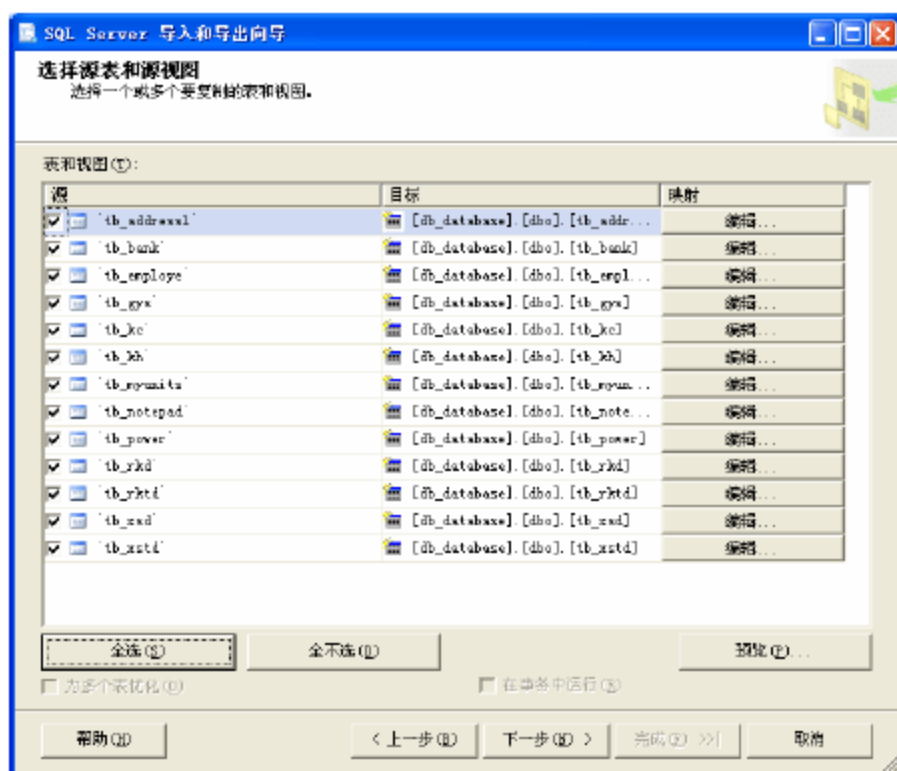 SQL Server 导入和导出向导
选择源表和源视图
选择一个或多个要复制的表和视图。
表和视图(T):
源 目标 映射
`tb_address1` [db_database].[dbo].[tb_addr... 编辑...
`tb_bank` [db_database].[dbo].[tb_bank] 编辑...
`tb_employe` [db_database].[dbo].[tb_empl... 编辑...
`tb_gys` [db_database].[dbo].[tb_gys] 编辑...
`tb_kc` [db_database].[dbo].[tb_kc] 编辑...
`tb_kh` [db_database].[dbo].[tb_kh] 编辑...
`tb_myunits` [db_database].[dbo].[tb_myun... 编辑...
`tb_notepad` [db_database].[dbo].[tb_note... 编辑...
`tb_power` [db_database].[dbo].[tb_power] 编辑...
`tb_rkd` [db_database].[dbo].[tb_rkd] 编辑...
`tb_rktd` [db_database].[dbo].[tb_rktd] 编辑...
`tb_xsd` [db_database].[dbo].[tb_xsd] 编辑...
`tb_xstd` [db_database].[dbo].[tb_xstd] 编辑...
全选(S) 全不选(D) 预览(P)...
为多个表优化(O) 在事务中运行(R)
帮助(H) < 上一步(B) 下一步(N) > 完成(F) >>| 取消